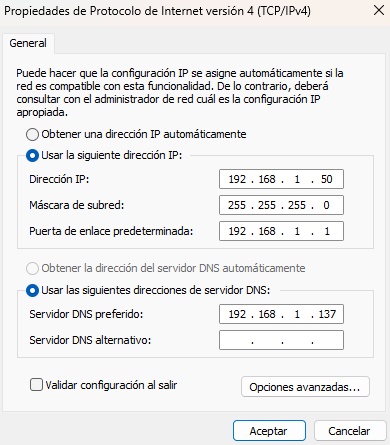 Propiedades de Protocolo de Internet versión 4 (TCP/IPv4)
General
Puede hacer que la configuración IP se asigne automáticamente si la
red es compatible con esta funcionalidad. De lo contrario, deberá
consultar con el administrador de red cuál es la configuración IP
apropiada.
Obtener una dirección IP automáticamente
Usar la siguiente dirección IP:
Dirección IP: 192 . 168 . 1 . 50
Máscara de subred: 255 . 255 . 255 . 0
Puerta de enlace predeterminada: 192 . 168 . 1 . 1
Obtener la dirección del servidor DNS automáticamente
Usar las siguientes direcciones de servidor DNS:
Servidor DNS preferido: 192 . 168 . 1 . 137
Servidor DNS alternativo: . . .
Validar configuración al salir
Opciones avanzadas...
Aceptar
Cancelar